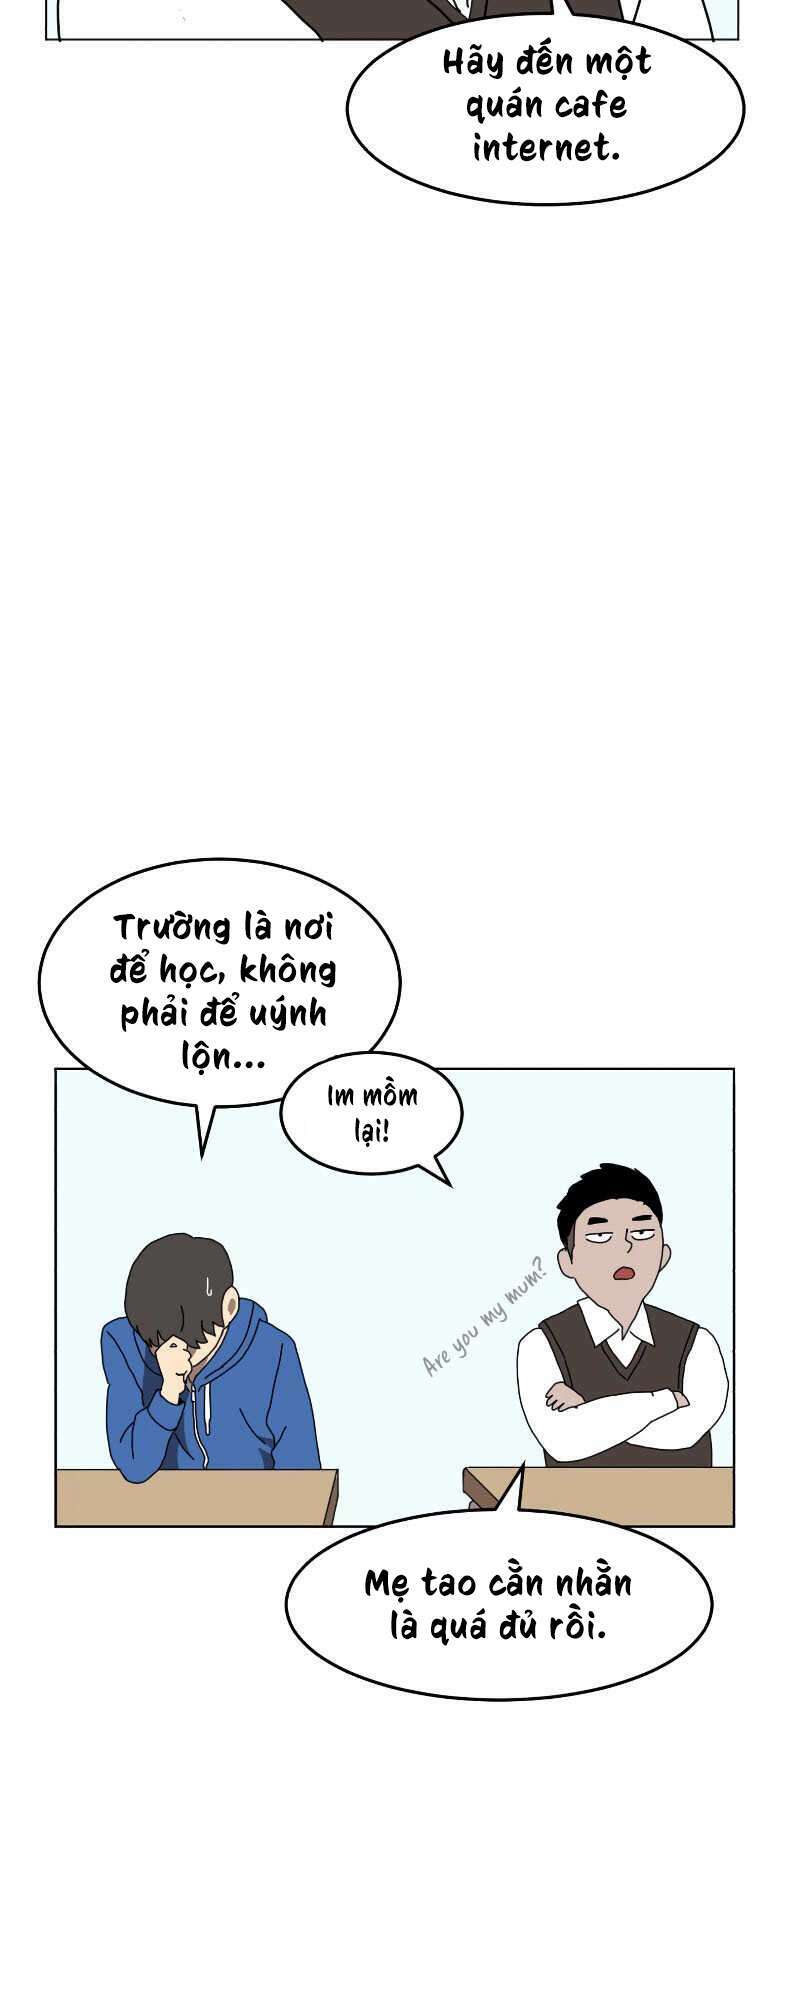 Hãy đến một
quán cafe
internet.
Trường là nơi
để học, không
phải để uýnh
lộn...
Im mồm
lại!
Are you my mum?
Mẹ tao cằn nhằn
là quá đủ rồi.